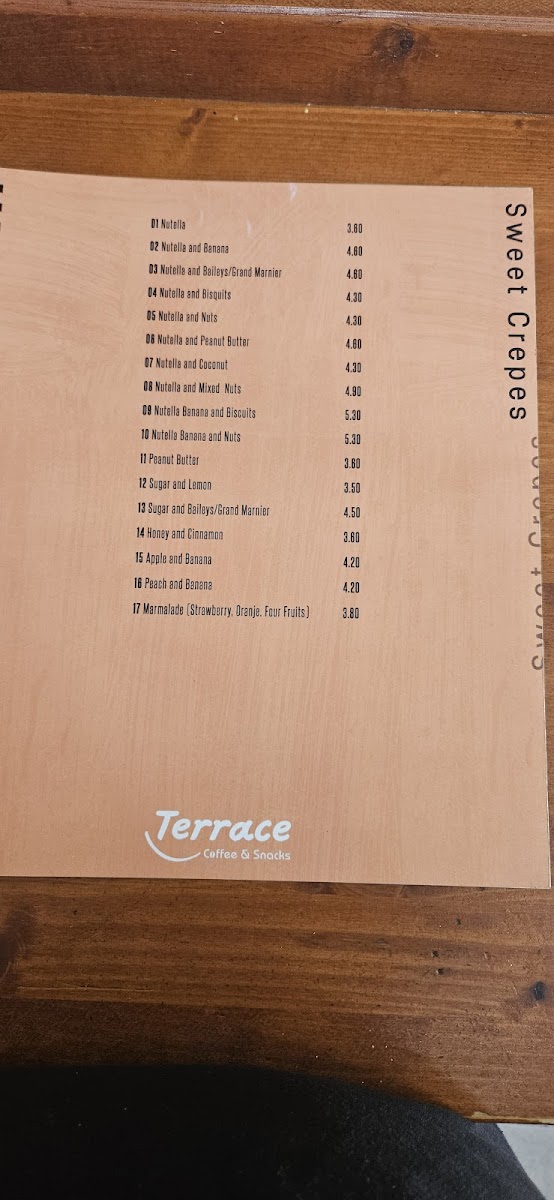 Sweet Crepes
01 Nutella 3.60
02 Nutella and Banana 4.60
03 Nutella and Baileys/Grand Marnier 4.60
04 Nutella and Bisquits 4.30
05 Nutella and Nuts 4.30
06 Nutella and Peanut Butter 4.60
07 Nutella and Coconut 4.30
08 Nutella and Mixed Nuts 4.90
09 Nutella Banana and Biscuits 5.30
10 Nutella Banana and Nuts 5.30
11 Peanut Butter 3.60
12 Sugar and Lemon 3.50
13 Sugar and Baileys/Grand Marnier 4.50
14 Honey and Cinnamon 3.60
15 Apple and Banana 4.20
16 Peach and Banana 4.20
17 Marmalade (Strawberry, Oranje, Four Fruits) 3.80
Sweet Crepes
Terrace
Coffee & Snacks